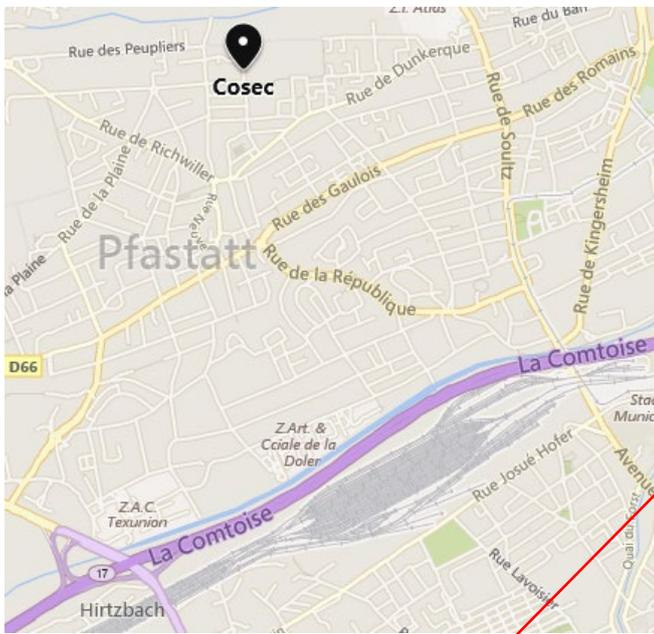 Z.I. Atlas
Rue du Ban
Rue des Peupliers
Cosec
Rue de Dunkerque
Rue des Romains
Rue de Soultz
Rue de Richwiller
Rue de la Plaine
Rue Neuve
Rue des Gaulois
Rue de Kingersheim
Pfastatt
la Plaine
Rue de la République
D66
La Comtoise
Z.Art. &
Cciale de la
Doler
Rue Josué Hofer
Avenue
Z.A.C.
Texunion
La Comtoise
17
Rue Lavoisier
Quai du
Hirtzbach